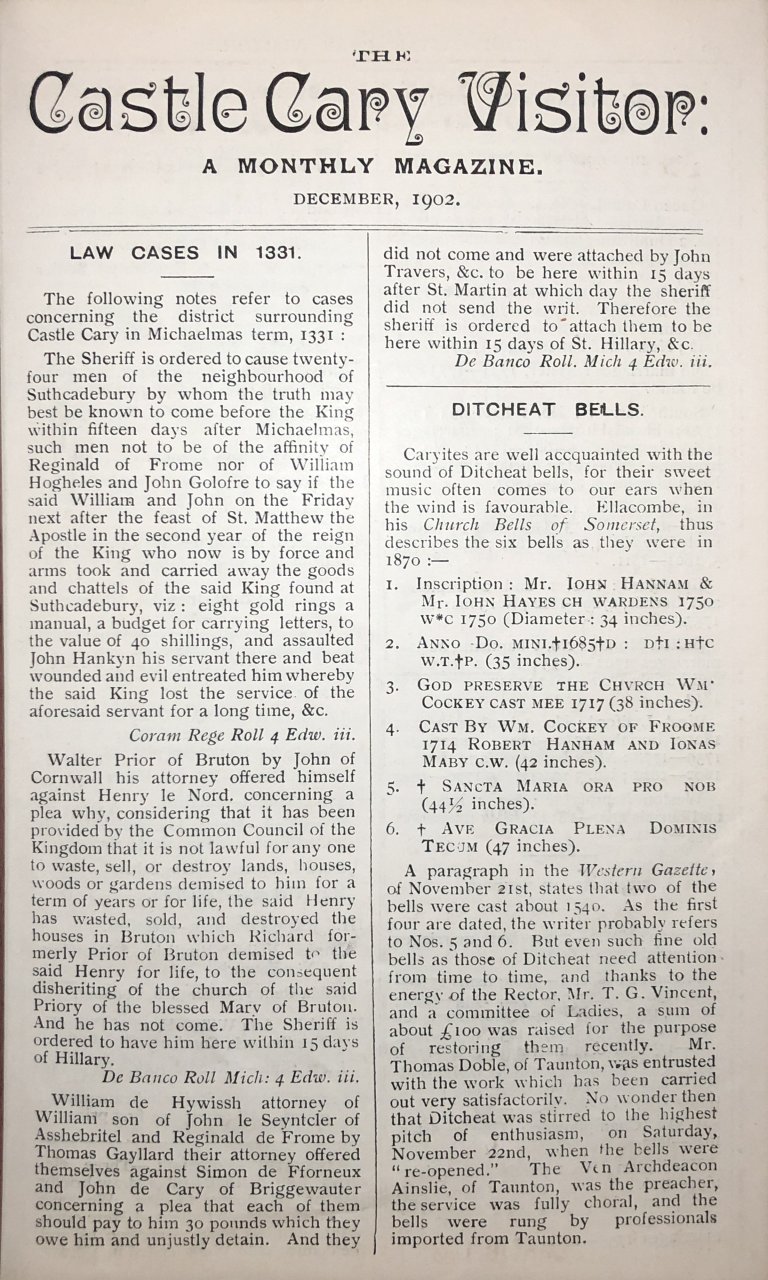 THE
Castle Cary Visitor:
A MONTHLY MAGAZINE.
DECEMBER, 1902.
LAW CASES IN 1331.
The following notes refer to cases
concerning the district surrounding
Castle Cary in Michaelmas term, 1331 :
The Sheriff is ordered to cause twenty-
four men of the neighbourhood of
Suthcadebury by whom the truth may
best be known to come before the King
within fifteen days after Michaelmas,
such men not to be of the affinity of
Reginald of Frome nor of William
Hogheles and John Golofre to say if the
said William and John on the Friday
next after the feast of St. Matthew the
Apostle in the second year of the reign
of the King who now is by force and
arms took and carried away the goods
and chattels of the said King found at
Suthcadebury, viz : eight gold rings a
manual, a budget for carrying letters, to
the value of 40 shillings, and assaulted
John Hankyn his servant there and beat
wounded and evil entreated him whereby
the said King lost the service of the
aforesaid servant for a long time, &c.
Coram Rege Roll 4 Edw. iii.
Walter Prior of Bruton by John of
Cornwall his attorney offered himself
against Henry le Nord. concerning a
plea why, considering that it has been
provided by the Common Council of the
Kingdom that it is not lawful for any one
to waste, sell, or destroy lands, houses,
woods or gardens demised to him for a
term of years or for life, the said Henry
has wasted, sold, and destroyed the
houses in Bruton which Richard for-
merly Prior of Bruton demised to the
said Henry for life, to the consequent
disheriting of the church of the said
Priory of the blessed Mary of Bruton.
And he has not come. The Sheriff is
ordered to have him here within 15 days
of Hillary.
De Banco Roll Mich: 4 Edw. iii.
William de Hywissh attorney of
William son of John le Seyntcler of
Asshebritel and Reginald de Frome by
Thomas Gayllard their attorney offered
themselves against Simon de Fforneux
and John de Cary of Briggewauter
concerning a plea that each of them
should pay to him 30 pounds which they
owe him and unjustly detain. And they
did not come and were attached by John
Travers, &c. to be here within 15 days
after St. Martin at which day the sheriff
did not send the writ. Therefore the
sheriff is ordered to attach them to be
here within 15 days of St. Hillary, &c.
De Banco Roll. Mich 4 Edw. iii.
DITCHEAT BELLS.
Caryites are well accquainted with the
sound of Ditcheat bells, for their sweet
music often comes to our ears when
the wind is favourable. Ellacombe, in
his Church Bells of Somerset, thus
describes the six bells as they were in
1870 :—
1. Inscription : Mr. IOHN HANNAM &
Mr. IOHN HAYES CH WARDENS 1750
W*C 1750 (Diameter : 34 inches).
2. ANNO DO. MINI.†1685†D : D†I : H†C
W.T.†P. (35 inches).
3. GOD PRESERVE THE CHVRCH WM·
COCKEY CAST MEE 1717 (38 inches).
4. CAST BY WM. COCKEY OF FROOME
1714 ROBERT HANHAM AND IONAS
MABY C.W. (42 inches).
5. † SANCTA MARIA ORA PRO NOB
(44½ inches).
6. † AVE GRACIA PLENA DOMINIS
TECUM (47 inches).
A paragraph in the Western Gazette,
of November 21st, states that two of the
bells were cast about 1540. As the first
four are dated, the writer probably refers
to Nos. 5 and 6. But even such fine old
bells as those of Ditcheat need attention
from time to time, and thanks to the
energy of the Rector, Mr. T. G. Vincent,
and a committee of Ladies, a sum of
about £100 was raised for the purpose
of restoring them recently. Mr.
Thomas Doble, of Taunton, was entrusted
with the work which has been carried
out very satisfactorily. No wonder then
that Ditcheat was stirred to the highest
pitch of enthusiasm, on Saturday,
November 22nd, when the bells were
"re-opened." The Ven Archdeacon
Ainslie, of Taunton, was the preacher,
the service was fully choral, and the
bells were rung by professionals
imported from Taunton.